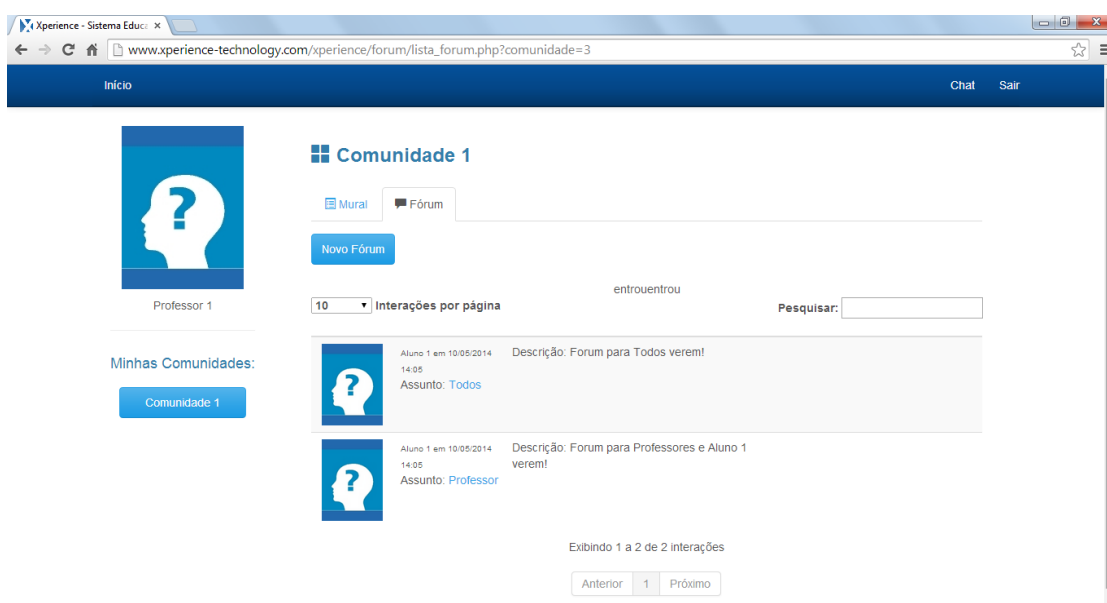 Xperience - Sistema Educ
www.xperience-technology.com/xperience/forum/lista_forum.php?comunidade=3
Início Chat Sair
Comunidade 1
Mural Fórum
Novo Fórum
entrouentrou
10 Interações por página Pesquisar:
Professor 1
Minhas Comunidades:
Comunidade 1
Aluno 1 em 10/05/2014
14:05
Assunto: Todos
Descrição: Forum para Todos verem!
Aluno 1 em 10/05/2014
14:05
Assunto: Professor
Descrição: Forum para Professores e Aluno 1
verem!
Exibindo 1 a 2 de 2 interações
Anterior 1 Próximo